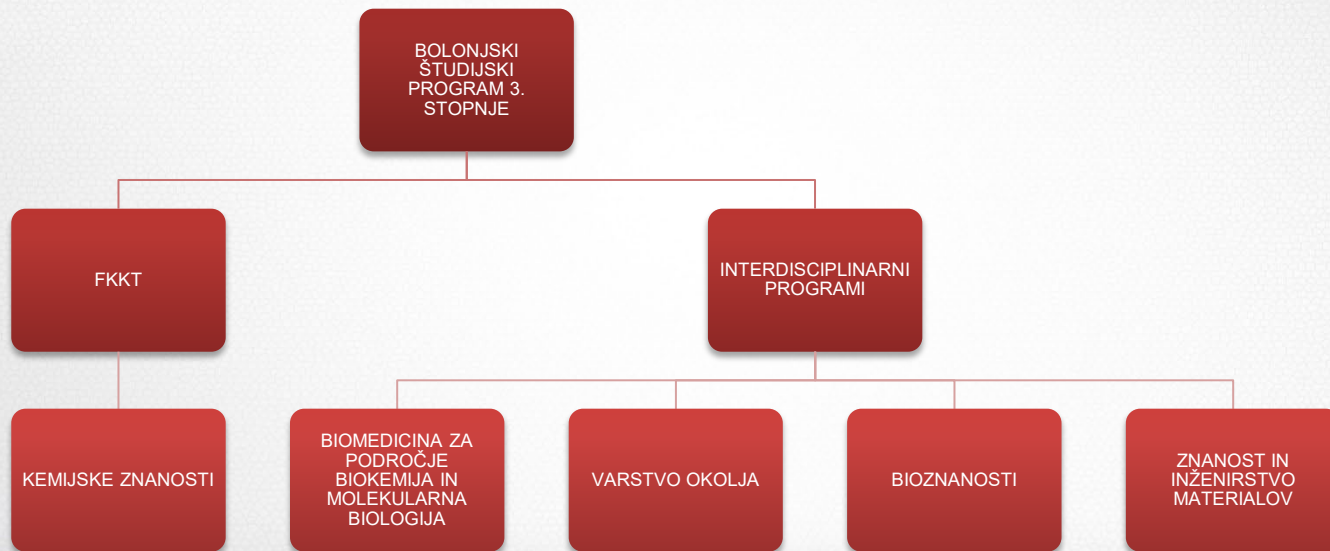 BOLONJSKI
ŠTUDIJSKI
PROGRAM 3.
STOPNJE
FKKT
INTERDISCIPLINARNI
PROGRAMI
KEMIJSKE ZNANOSTI
BIOMEDICINA ZA
PODROČJE
BIOKEMIJA IN
MOLEKULARNA
BIOLOGIJA
VARSTVO OKOLJA
BIOZNANOSTI
ZNANOST IN
INŽENIRSTVO
MATERIALOV